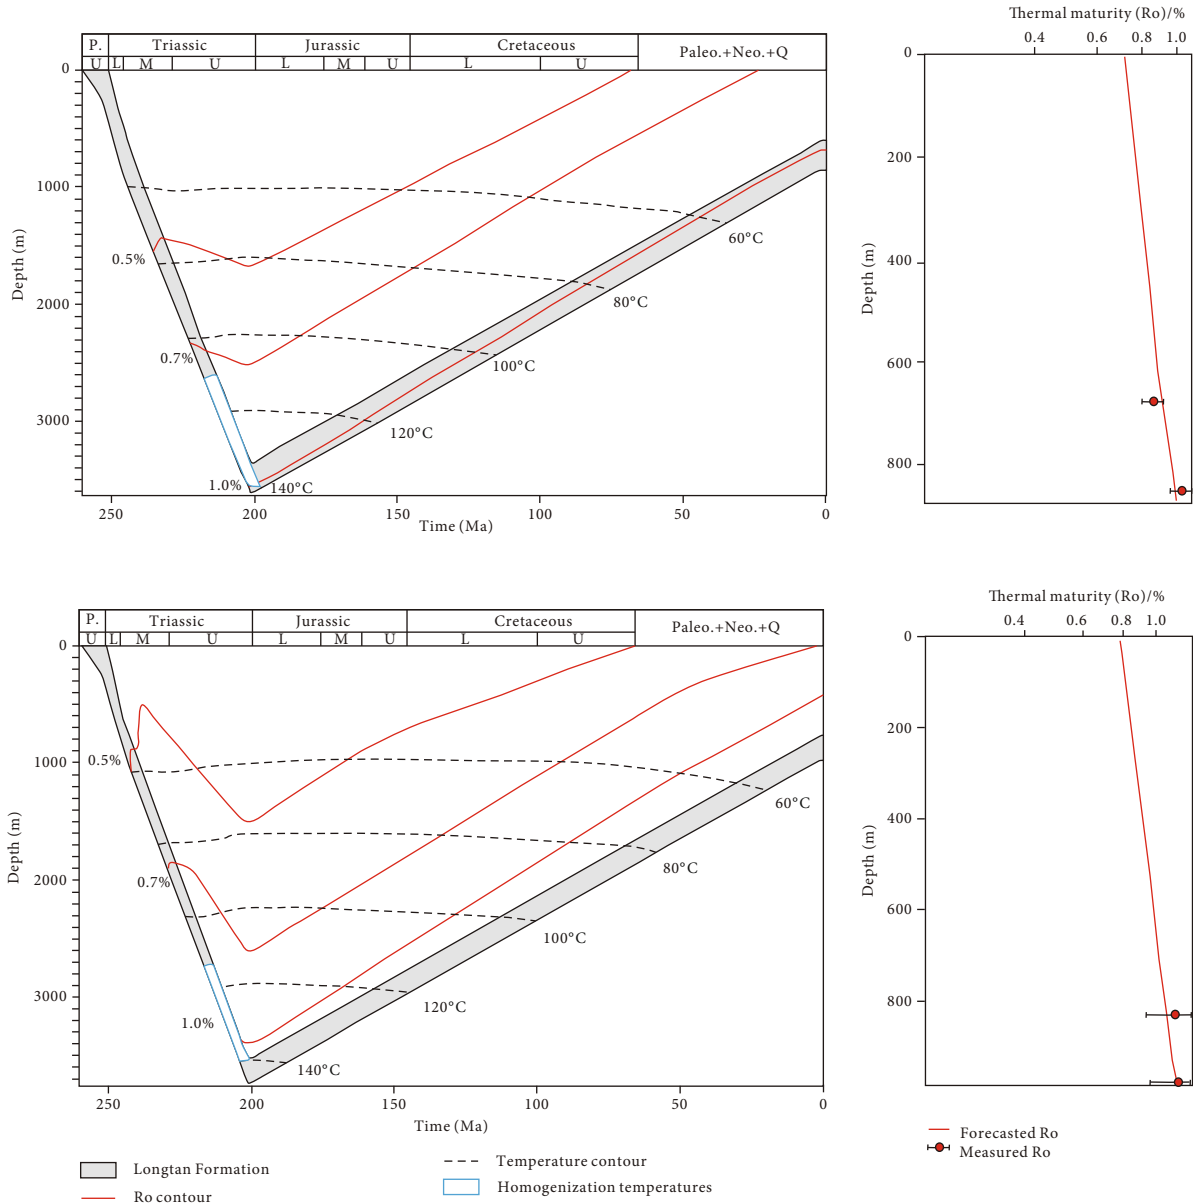 Thermal maturity (Ro)/%
0.4 0.6 0.8 1.0
P. Triassic Jurassic Cretaceous Paleo.+Neo.+Q
U L M U L M U L U
0
1000
2000
3000
Depth (m)
0.5%
0.7%
1.0%
60°C
80°C
100°C
120°C
140°C
250 200 150 100 50 0
Time (Ma)
0
200
400
600
800
Depth (m)
Thermal maturity (Ro)/%
0.4 0.6 0.8 1.0
P. Triassic Jurassic Cretaceous Paleo.+Neo.+Q
U L M U L M U L U
0
1000
2000
3000
Depth (m)
0.5%
0.7%
1.0%
60°C
80°C
100°C
120°C
140°C
250 200 150 100 50 0
Time (Ma)
0
200
400
600
800
Depth (m)
Forecasted Ro
Measured Ro
Longtan Formation
Ro contour
Temperature contour
Homogenization temperatures